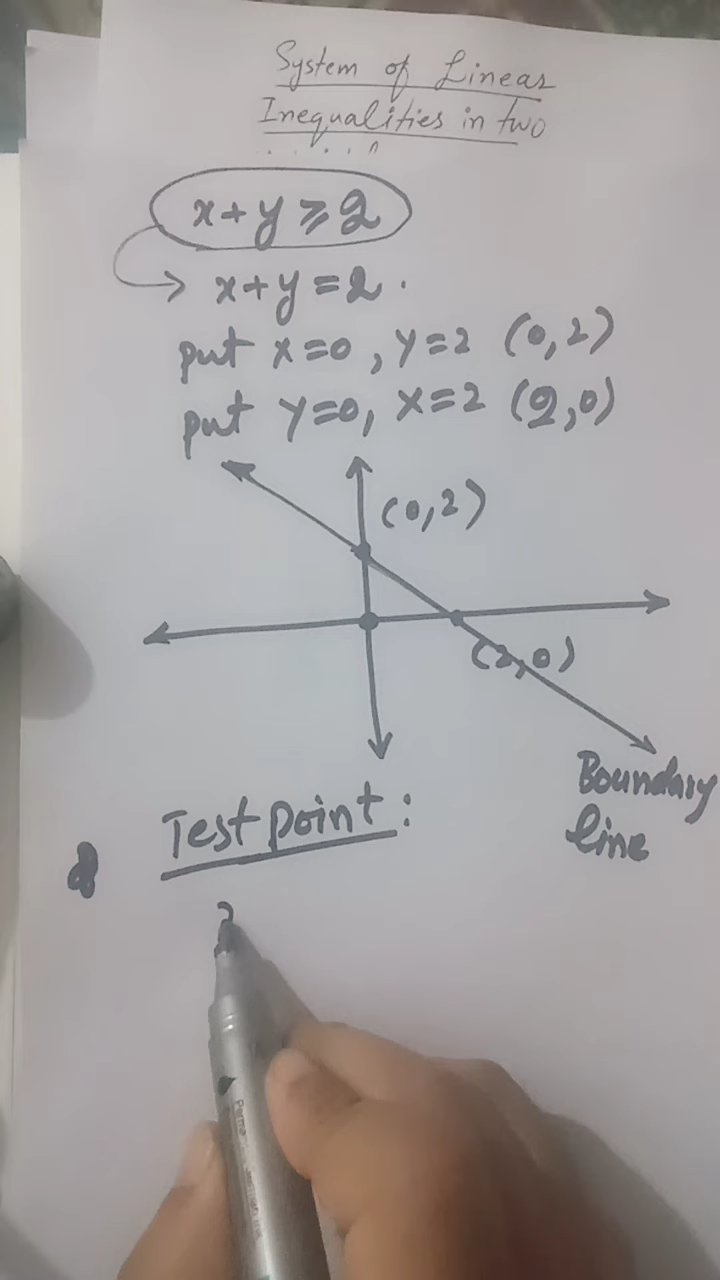 System of Linear
Inequalities in two
x+y⩾2
x+y=2.
put x=0, y=2 (0,2)
put y=0, x=2 (2,0)
(0,2)
(2,0)
Boundary
line
Test point: